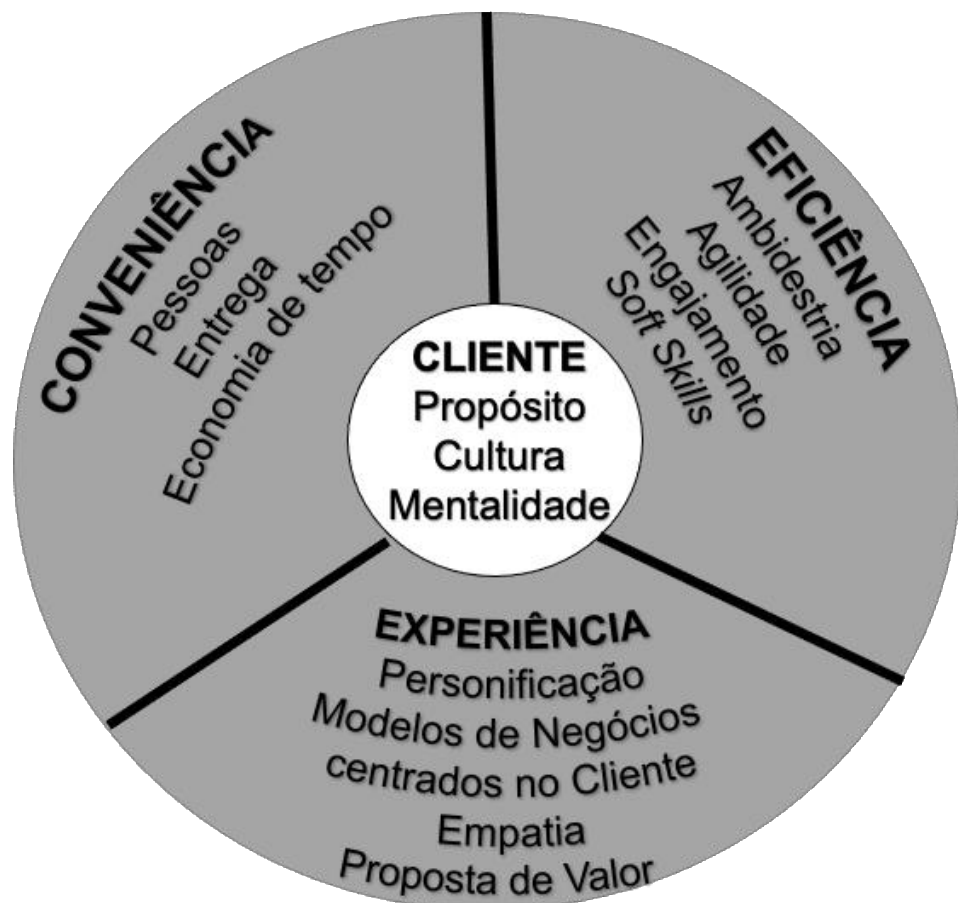 CONVENIÊNCIA
Pessoas
Entrega
Economia de tempo
EFICIÊNCIA
Ambidestria
Agilidade
Engajamento
Soft Skills
CLIENTE
Propósito
Cultura
Mentalidade
EXPERIÊNCIA
Personificação
Modelos de Negócios
centrados no Cliente
Empatia
Proposta de Valor